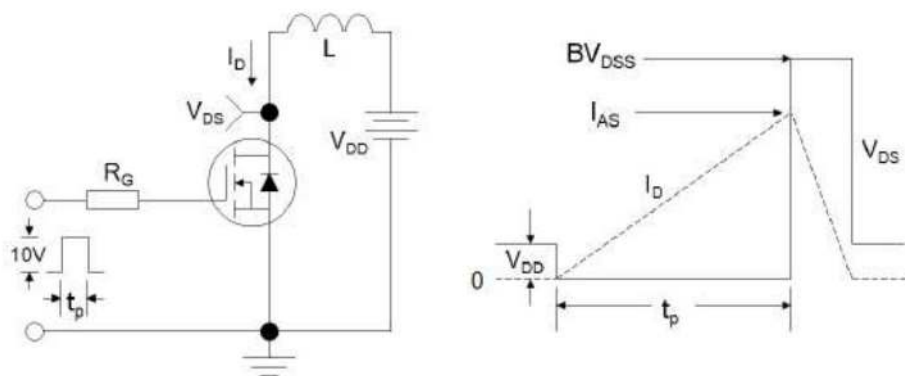 L
I_D
V_DS
V_DD
R_G
10V
t_p
BV_DSS
I_AS
V_DS
I_D
V_DD
0
t_p